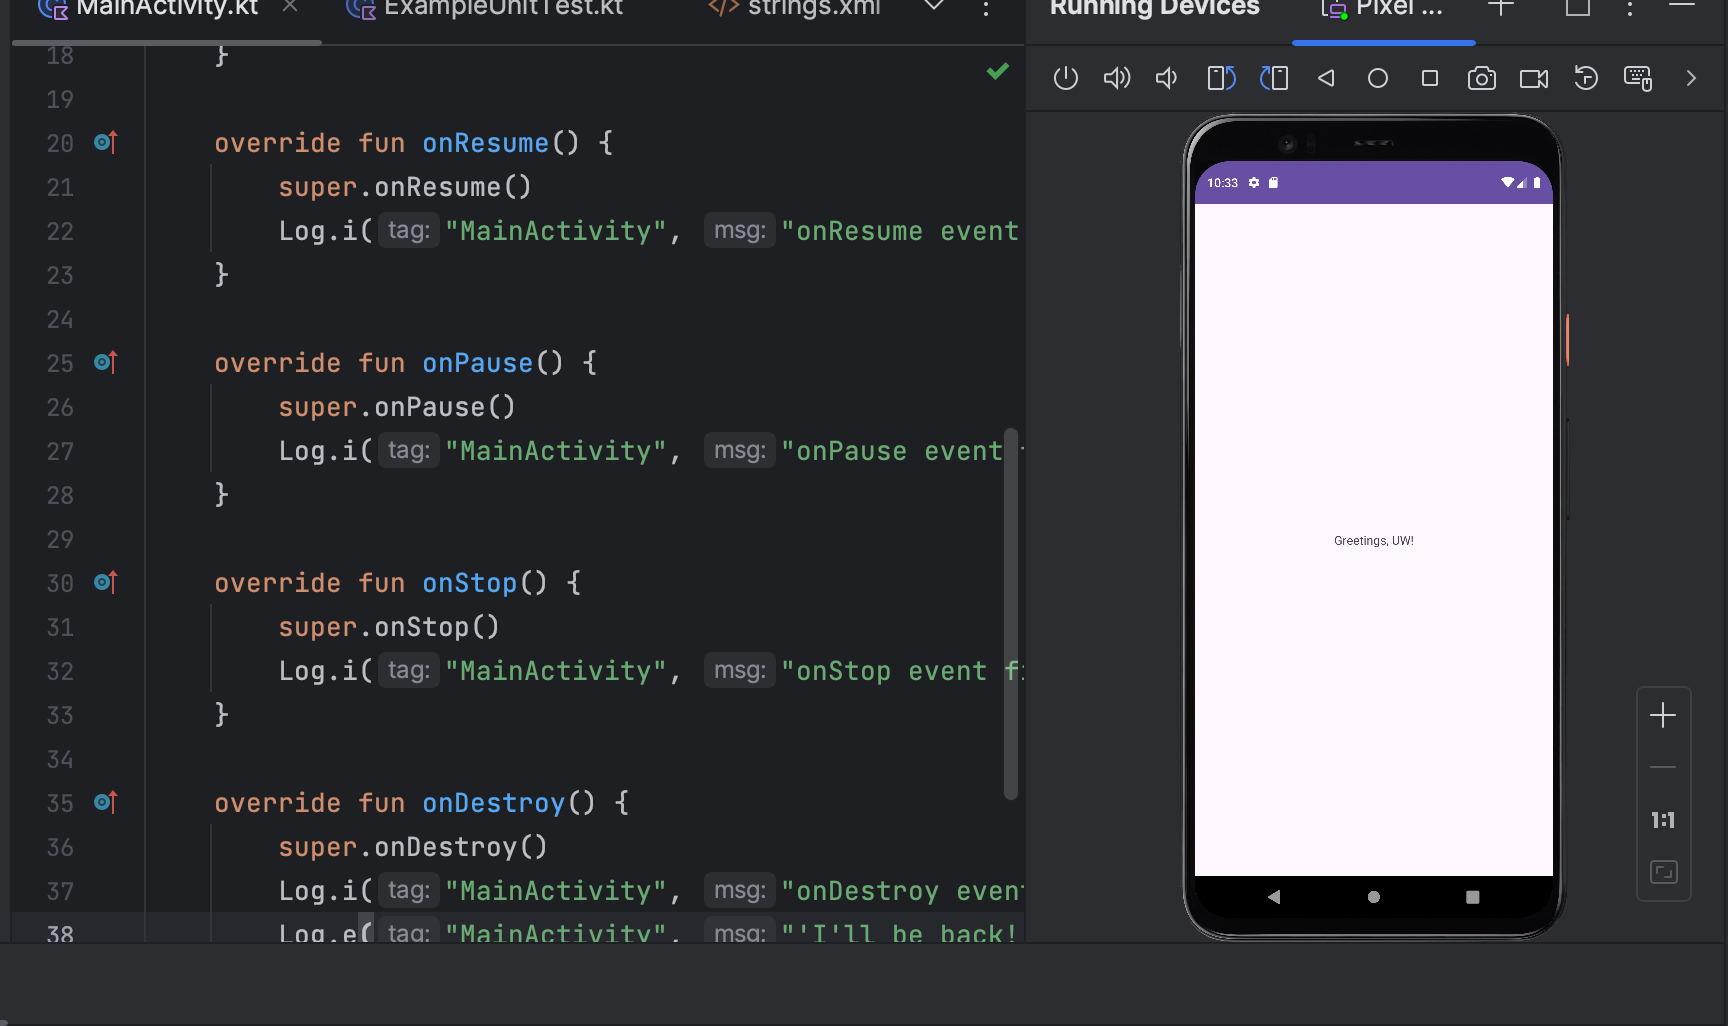 MainActivity.kt
ExampleUnitTest.kt
strings.xml
Running Devices
Pixel ...
18 }
19
20 override fun onResume() {
21 super.onResume()
22 Log.i( tag: "MainActivity", msg: "onResume event
23 }
24
25 override fun onPause() {
26 super.onPause()
27 Log.i( tag: "MainActivity", msg: "onPause event
28 }
29
30 override fun onStop() {
31 super.onStop()
32 Log.i( tag: "MainActivity", msg: "onStop event
33 }
34
35 override fun onDestroy() {
36 super.onDestroy()
37 Log.i( tag: "MainActivity", msg: "onDestroy even
38 Log.e( tag: "MainActivity", msg: "'I'll be back!
10:33
Greetings, UW!
1:1